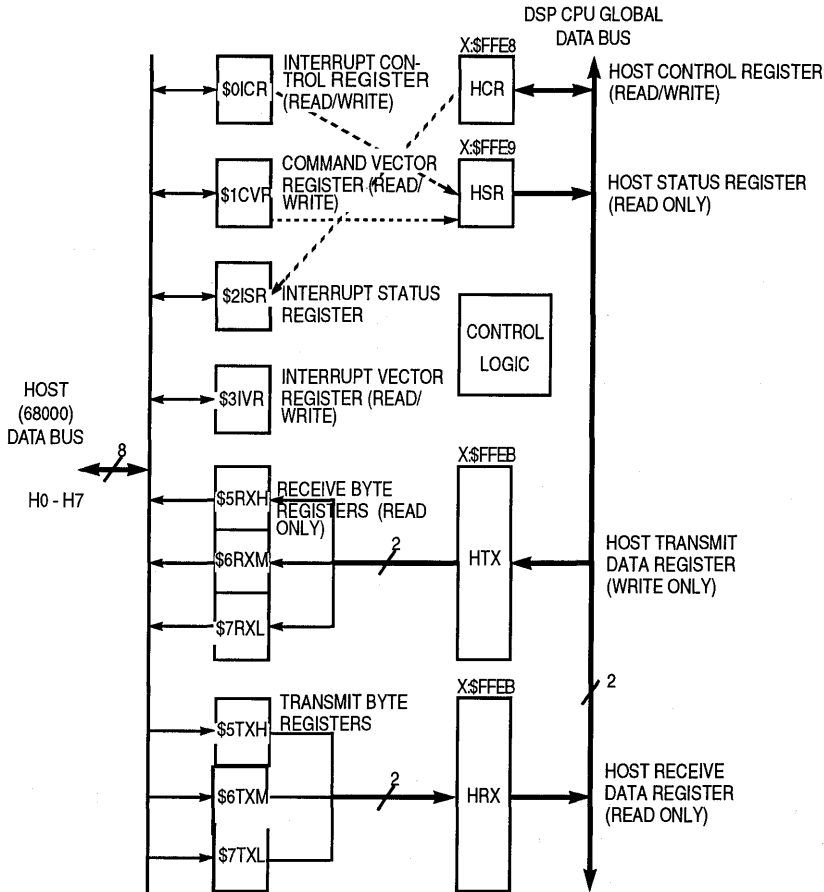 DSP CPU GLOBAL
DATA BUS
X:$FFE8
$0ICR
INTERRUPT CON-
TROL REGISTER
(READ/WRITE)
HCR
HOST CONTROL REGISTER
(READ/WRITE)
X:$FFE9
$1CVR
COMMAND VECTOR
REGISTER (READ/
WRITE)
HSR
HOST STATUS REGISTER
(READ ONLY)
$2ISR
INTERRUPT STATUS
REGISTER
CONTROL
LOGIC
$3IVR
INTERRUPT VECTOR
REGISTER (READ/
WRITE)
HOST
(68000)
DATA BUS
8
H0 - H7
X:$FFEB
$5RXH
RECEIVE BYTE
REGISTERS (READ
ONLY)
$6RXM
$7RXL
2
HTX
HOST TRANSMIT
DATA REGISTER
(WRITE ONLY)
2
X:$FFEB
$5TXH
TRANSMIT BYTE
REGISTERS
$6TXM
$7TXL
2
HRX
HOST RECEIVE
DATA REGISTER
(READ ONLY)